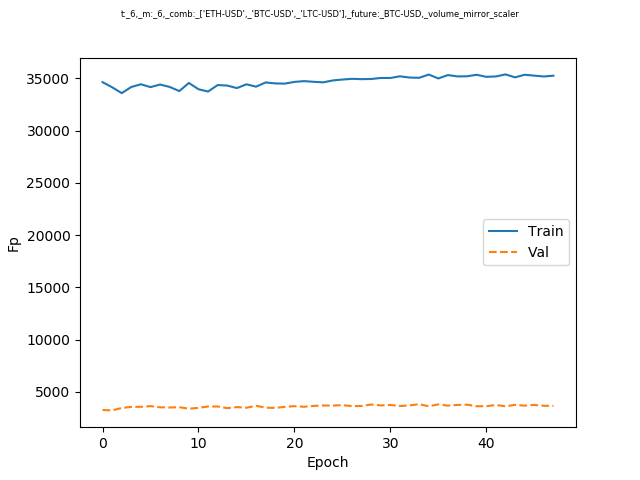 t:_6,_m:_6,_comb:_['ETH-USD',_'BTC-USD',_'LTC-USD'],_future:_BTC-USD,_volume_mirror_scaler
35000
30000
25000
20000
15000
10000
5000
Fp
Train
Val
0 10 20 30 40
Epoch